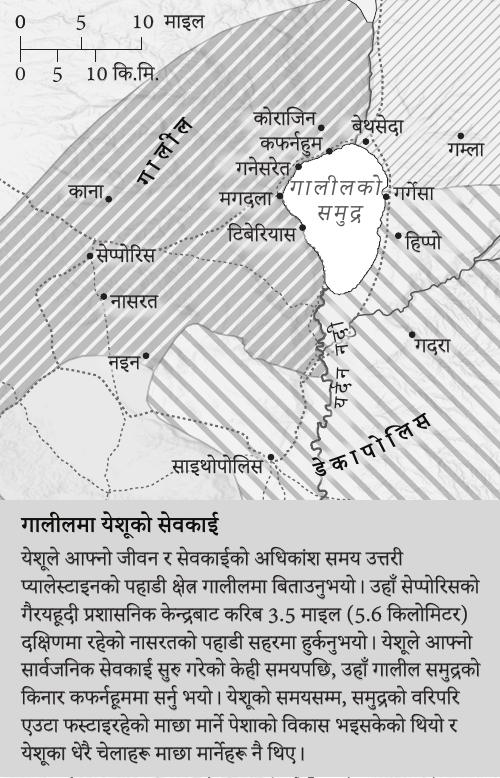 0 5 10 माइल
0 5 10 कि.मि.
गालील
कोराजिन
बेथसेदा
कफर्नहुम
गम्ला
गनेसरेत
काना
मगदला
गालीलको
समुद्र
गर्गेसा
टिबेरियास
हिप्पो
सेप्पोरिस
नासरत
यर्दन नदी
गदरा
नइन
साइथोपोलिस
डेकापोलिस
गालीलमा येशूको सेवकाई
येशूले आफ्नो जीवन र सेवकाईको अधिकांश समय उत्तरी
प्यालेस्टाइनको पहाडी क्षेत्र गालीलमा बिताउनुभयो। उहाँ सेप्पोरिसको
गैरयहूदी प्रशासनिक केन्द्रबाट करिब 3.5 माइल (5.6 किलोमिटर)
दक्षिणमा रहेको नासरतको पहाडी सहरमा हुर्कनुभयो। येशूले आफ्नो
सार्वजनिक सेवकाई सुरु गरेको केही समयपछि, उहाँ गालील समुद्रको
किनार कफर्नहूममा सर्नु भयो। येशूको समयसम्म, समुद्रको वरिपरि
एउटा फस्टाइरहेको माछा मार्ने पेशाको विकास भइसकेको थियो र
येशूका धेरै चेलाहरू माछा मार्नेहरू नै थिए।